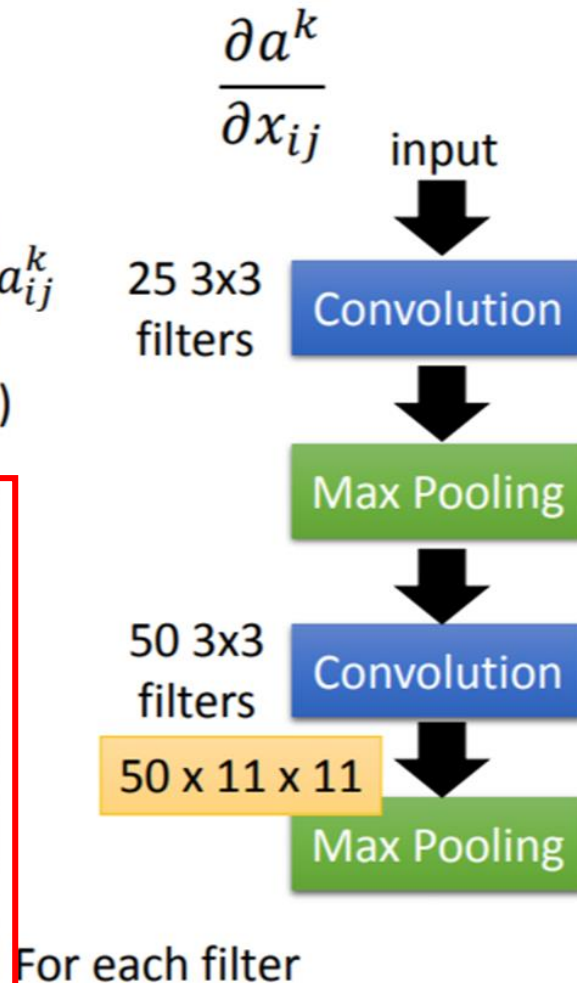 ∂a^k
∂x_ij
input
a^k_ij
25 3x3
filters
Convolution
)
Max Pooling
50 3x3
filters
Convolution
50 x 11 x 11
Max Pooling
For each filter